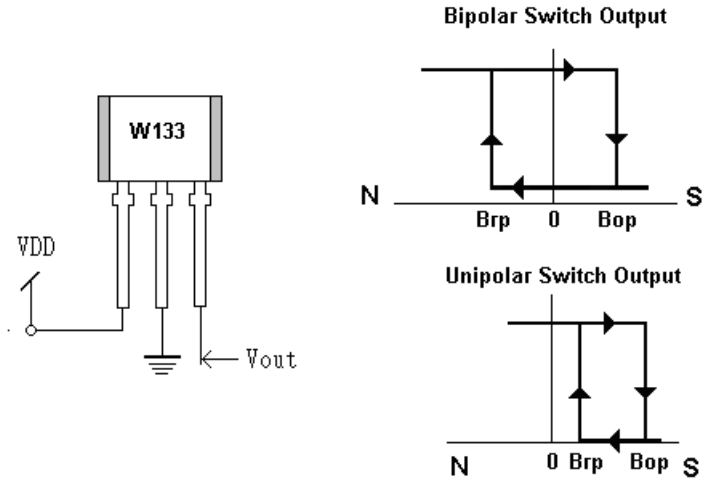 Bipolar Switch Output
W133
N
S
Brp 0 Bop
VDD
Unipolar Switch Output
Vout
0 Brp Bop
N
S